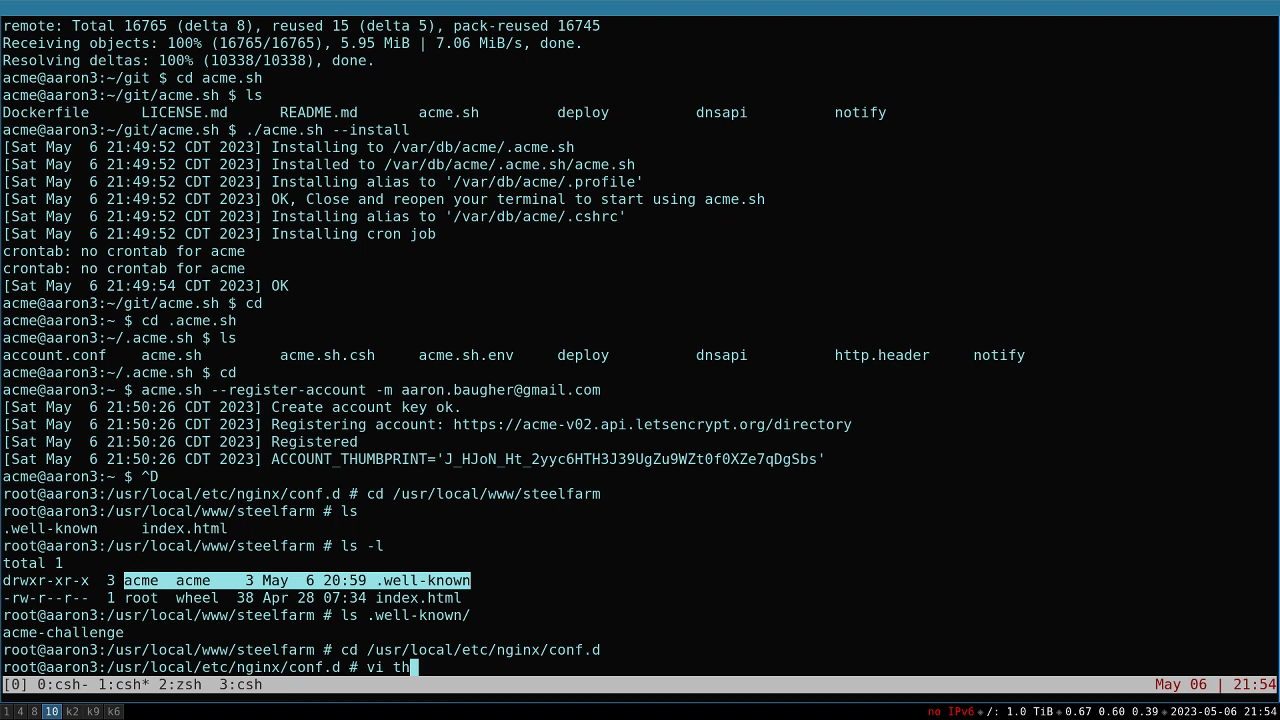 remote: Total 16765 (delta 8), reused 15 (delta 5), pack-reused 16745
Receiving objects: 100% (16765/16765), 5.95 MiB | 7.06 MiB/s, done.
Resolving deltas: 100% (10338/10338), done.
acme@aaron3:~/git $ cd acme.sh
acme@aaron3:~/git/acme.sh $ ls
Dockerfile      LICENSE.md      README.md       acme.sh         deploy          dnsapi          notify
acme@aaron3:~/git/acme.sh $ ./acme.sh --install
[Sat May  6 21:49:52 CDT 2023] Installing to /var/db/acme/.acme.sh
[Sat May  6 21:49:52 CDT 2023] Installed to /var/db/acme/.acme.sh/acme.sh
[Sat May  6 21:49:52 CDT 2023] Installing alias to '/var/db/acme/.profile'
[Sat May  6 21:49:52 CDT 2023] OK, Close and reopen your terminal to start using acme.sh
[Sat May  6 21:49:52 CDT 2023] Installing alias to '/var/db/acme/.cshrc'
[Sat May  6 21:49:52 CDT 2023] Installing cron job
crontab: no crontab for acme
crontab: no crontab for acme
[Sat May  6 21:49:54 CDT 2023] OK
acme@aaron3:~/git/acme.sh $ cd
acme@aaron3:~ $ cd .acme.sh
acme@aaron3:~/.acme.sh $ ls
account.conf    acme.sh         acme.sh.csh     acme.sh.env     deploy          dnsapi          http.header     notify
acme@aaron3:~/.acme.sh $ cd
acme@aaron3:~ $ acme.sh --register-account -m aaron.baugher@gmail.com
[Sat May  6 21:50:26 CDT 2023] Create account key ok.
[Sat May  6 21:50:26 CDT 2023] Registering account: https://acme-v02.api.letsencrypt.org/directory
[Sat May  6 21:50:26 CDT 2023] Registered
[Sat May  6 21:50:26 CDT 2023] ACCOUNT_THUMBPRINT='J_HJoN_Ht_2yyc6HTH3J39UgZu9WZt0f0XZe7qDgSbs'
acme@aaron3:~ $ ^D
root@aaron3:/usr/local/etc/nginx/conf.d # cd /usr/local/www/steelfarm
root@aaron3:/usr/local/www/steelfarm # ls
.well-known     index.html
root@aaron3:/usr/local/www/steelfarm # ls -l
total 1
drwxr-xr-x  3 acme  acme    3 May  6 20:59 .well-known
-rw-r--r--  1 root  wheel  38 Apr 28 07:34 index.html
root@aaron3:/usr/local/www/steelfarm # ls .well-known/
acme-challenge
root@aaron3:/usr/local/www/steelfarm # cd /usr/local/etc/nginx/conf.d
root@aaron3:/usr/local/etc/nginx/conf.d # vi th
[0] 0:csh- 1:csh* 2:zsh  3:csh May 06 | 21:54
1 4 8 10 k2 k9 k6 no IPv6 /: 1.0 TiB 0.67 0.60 0.39 2023-05-06 21:54